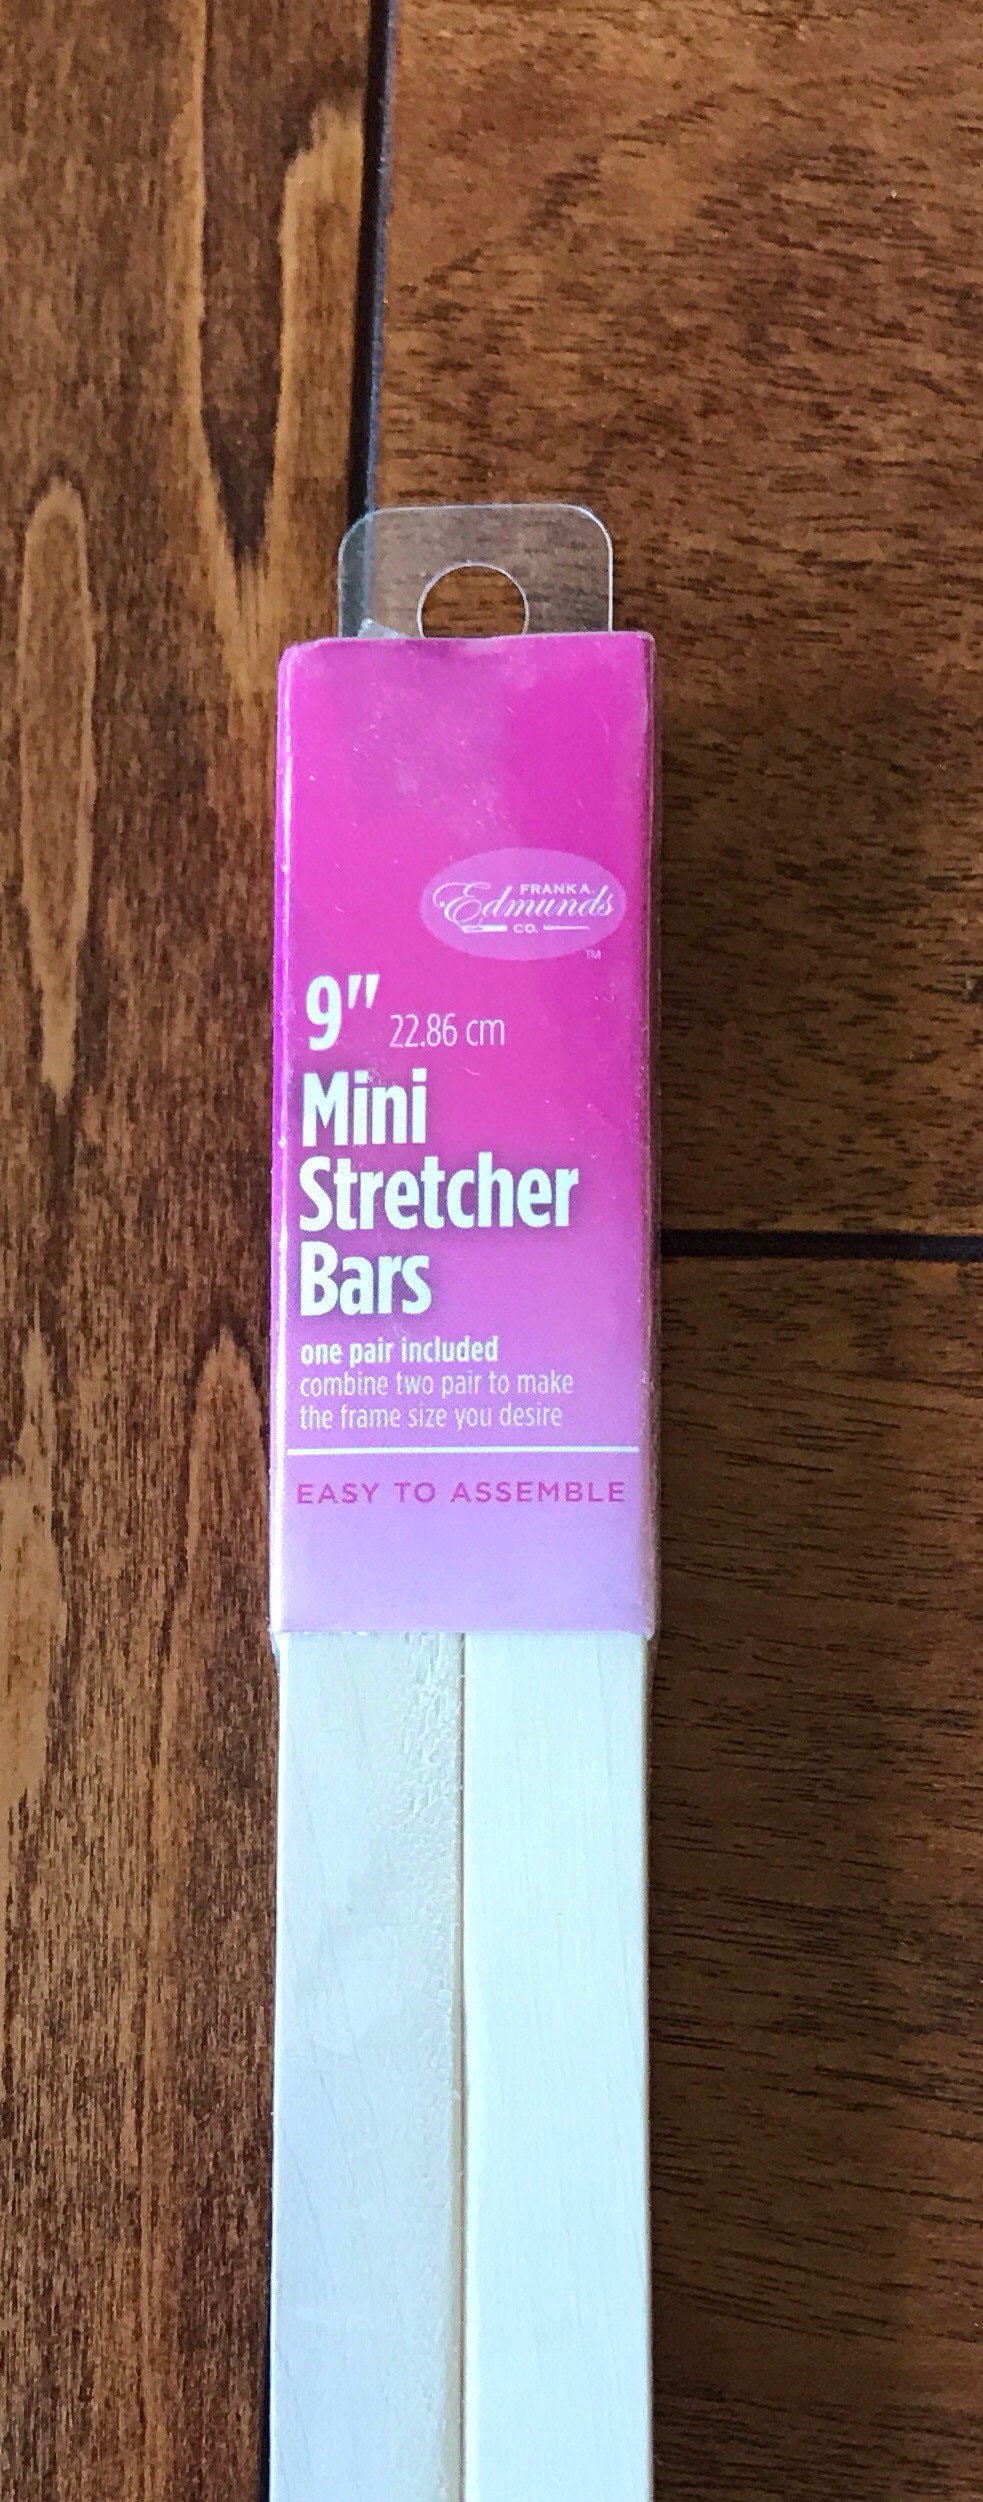 FRANK A.
Edmunds
CO.
TM
9" 22.86 cm
Mini
Stretcher
Bars
one pair included
combine two pair to make
the frame size you desire
EASY TO ASSEMBLE